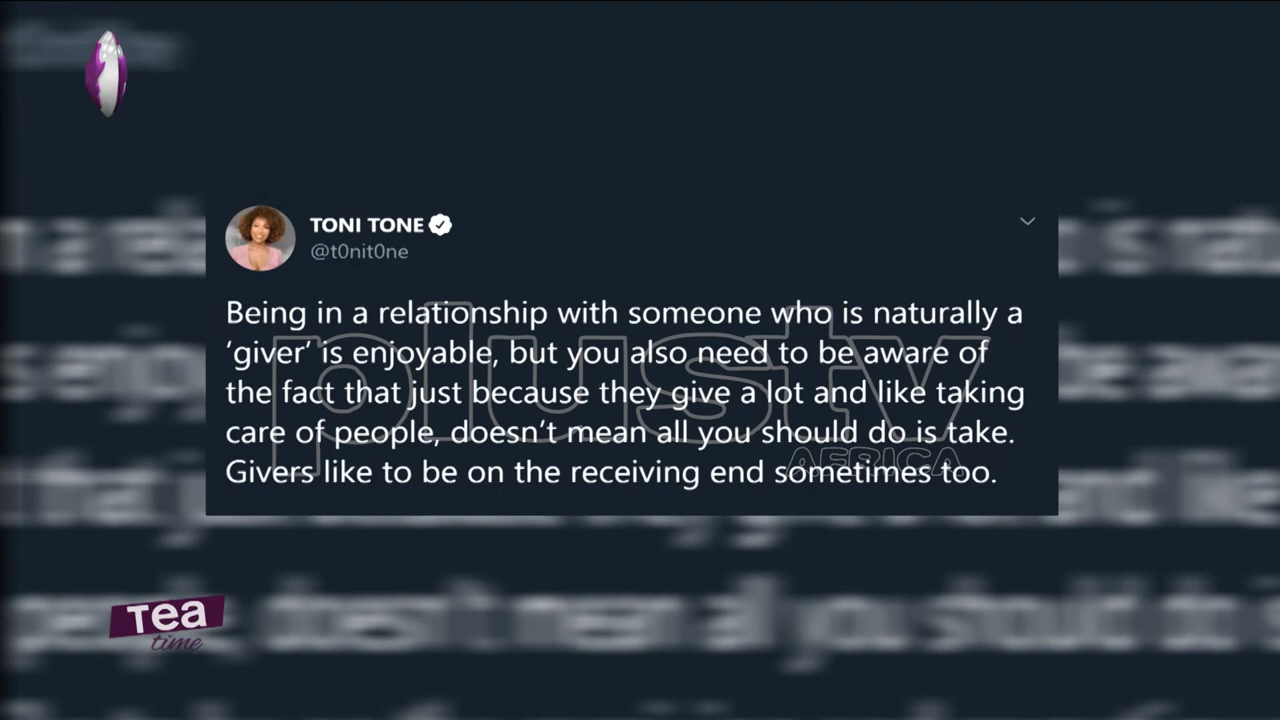 TONI TONE
@t0nit0ne
Being in a relationship with someone who is naturally a
‘giver’ is enjoyable, but you also need to be aware of
the fact that just because they give a lot and like taking
care of people, doesn’t mean all you should do is take.
Givers like to be on the receiving end sometimes too.
plustv
AFRICA
Tea
time